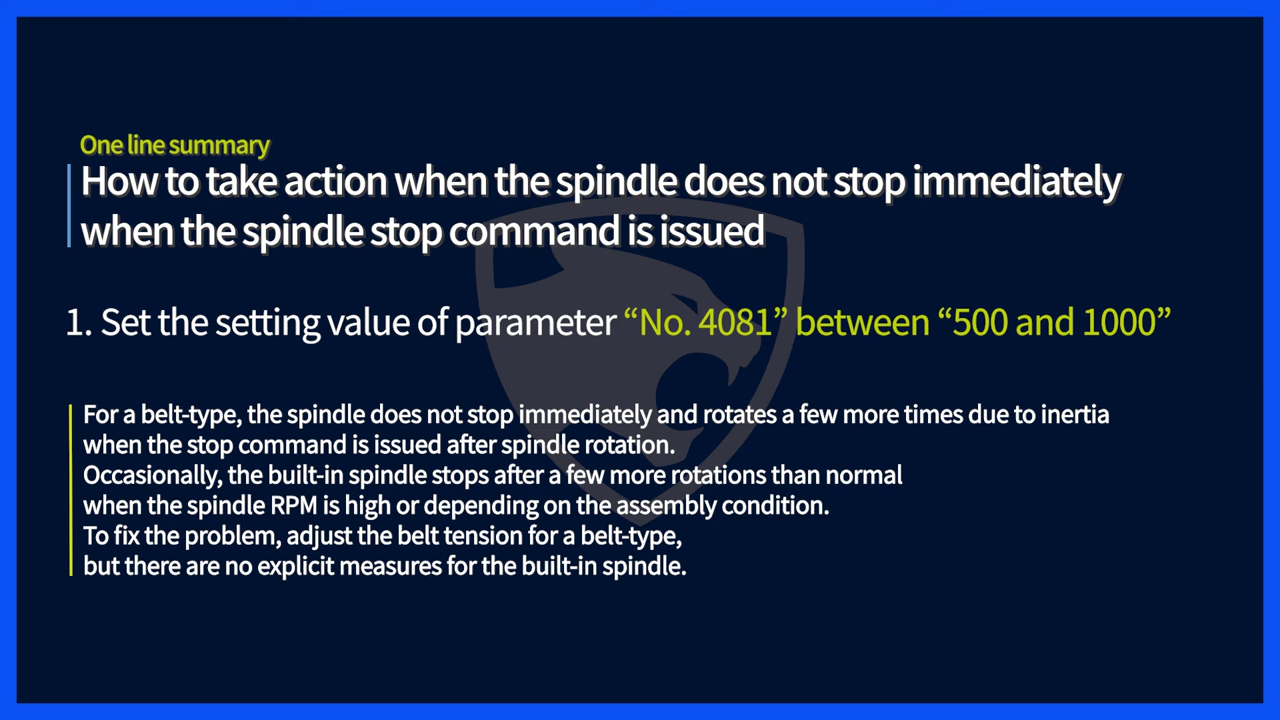 One line summary
How to take action when the spindle does not stop immediately
when the spindle stop command is issued
1. Set the setting value of parameter “No. 4081” between “500 and 1000”
For a belt-type, the spindle does not stop immediately and rotates a few more times due to inertia
when the stop command is issued after spindle rotation.
Occasionally, the built-in spindle stops after a few more rotations than normal
when the spindle RPM is high or depending on the assembly condition.
To fix the problem, adjust the belt tension for a belt-type,
but there are no explicit measures for the built-in spindle.